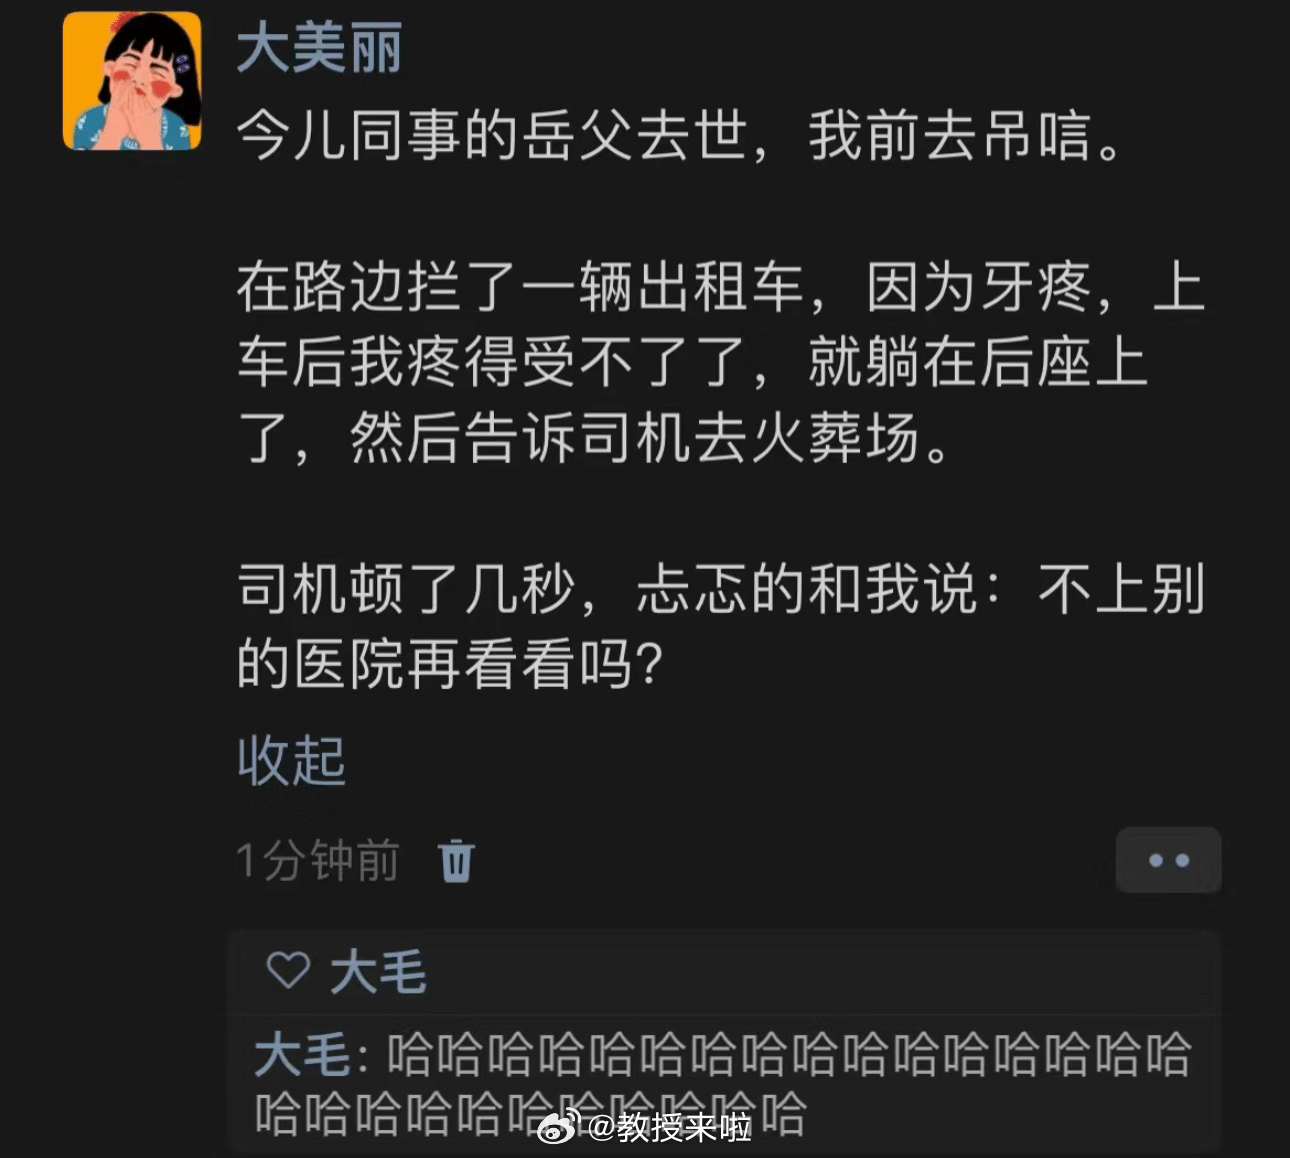 大美丽
今儿同事的岳父去世，我前去吊唁。
在路边拦了一辆出租车，因为牙疼，上
车后我疼得受不了了，就躺在后座上
了，然后告诉司机去火葬场。
司机顿了几秒，忐忑的和我说：不上别
的医院再看看吗？
收起
1分钟前
大毛
大毛：哈哈哈哈哈哈哈哈哈哈哈哈哈哈哈哈
哈哈哈哈哈哈哈哈哈哈哈
@教授来啦